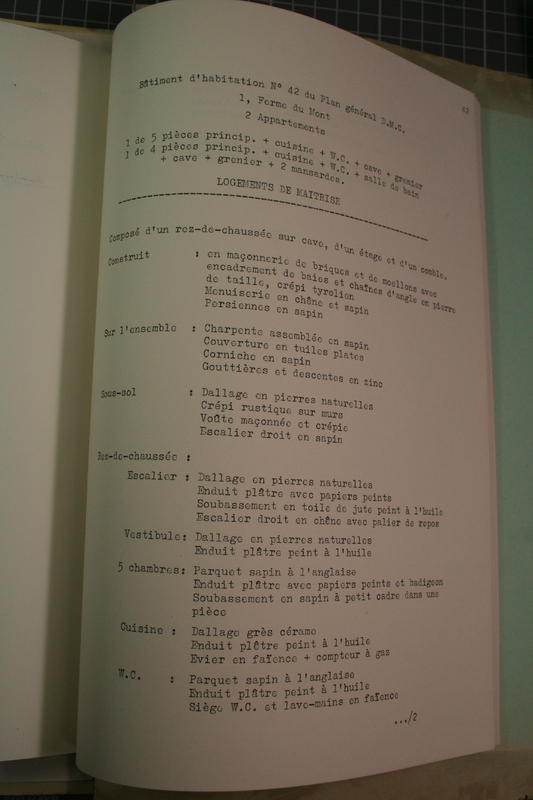 62
Bâtiment d'habitation N° 42 du Plan général D.M.C.
1, Ferme du Mont
2 Appartements
1 de 5 pièces princip. + cuisine + W.C. + cave + grenier
1 de 4 pièces princip. + cuisine + W.C. + salle de bain
+ cave + grenier + 2 mansardes.
LOGEMENTS DE MAITRISE
Composé d'un rez-de-chaussée sur cave, d'un étage et d'un comble.
Construit : en maçonnerie de briques et de moellons avec
encadrement de baies et chaînes d'angle en pierre
de taille, crépi tyrolien
Menuiserie en chêne et sapin
Persiennes en sapin
Sur l'ensemble : Charpente assemblée en sapin
Couverture en tuiles plates
Corniche en sapin
Gouttières et descentes en zinc
Sous-sol : Dallage en pierres naturelles
Crépi rustique sur murs
Voûte maçonnée et crépie
Escalier droit en sapin
Rez-de-chaussée :
Escalier : Dallage en pierres naturelles
Enduit plâtre avec papiers peints
Soubassement en toile de jute peint à l'huile
Escalier droit en chêne avec palier de repos
Vestibule: Dallage en pierres naturelles
Enduit plâtre peint à l'huile
5 chambres: Parquet sapin à l'anglaise
Enduit plâtre avec papiers peints et badigeon
Soubassement en sapin à petit cadre dans une
pièce
Cuisine : Dallage grès cérame
Enduit plâtre peint à l'huile
Evier en faïence + compteur à gaz
W.C. : Parquet sapin à l'anglaise
Enduit plâtre peint à l'huile
Siège W.C. et lave-mains en faïence
.../2